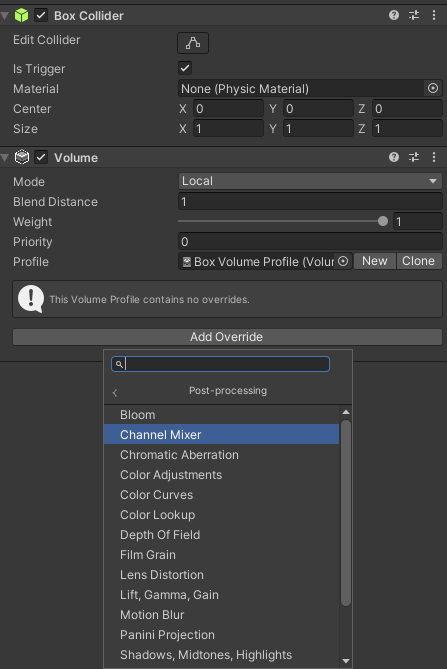 Box Collider
Edit Collider
Is Trigger
Material None (Physic Material)
Center X 0 Y 0 Z 0
Size X 1 Y 1 Z 1
Volume
Mode Local
Blend Distance 1
Weight 1
Priority 0
Profile Box Volume Profile (Volur New Clone
This Volume Profile contains no overrides.
Add Override
Post-processing
Bloom
Channel Mixer
Chromatic Aberration
Color Adjustments
Color Curves
Color Lookup
Depth Of Field
Film Grain
Lens Distortion
Lift, Gamma, Gain
Motion Blur
Panini Projection
Shadows, Midtones, Highlights